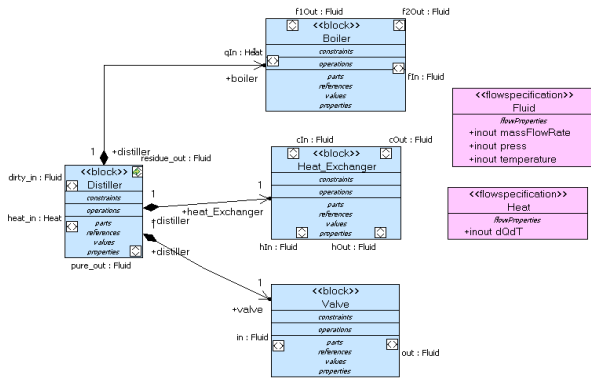 f1Out : Fluid
f2Out : Fluid
<<block>>
Boiler
qIn : Heat
constraints
operations
parts
references
values
properties
fIn : Fluid
1
+boiler
<<flowspecification>>
Fluid
flowProperties
+inout massFlowRate
+inout press
+inout temperature
cIn : Fluid
cOut : Fluid
<<block>>
Heat_Exchanger
constraints
operations
parts
references
values
properties
hIn : Fluid
hOut : Fluid
1
+heat_Exchanger
<<flowspecification>>
Heat
flowProperties
+inout dQdT
1
+distiller
residue_out : Fluid
dirty_in : Fluid
<<block>>
Distiller
constraints
operations
heat_in : Heat
parts
references
values
properties
pure_out : Fluid
1
+distiller
1
+distiller
1
+valve
<<block>>
Valve
constraints
operations
in : Fluid
parts
references
values
properties
out : Fluid